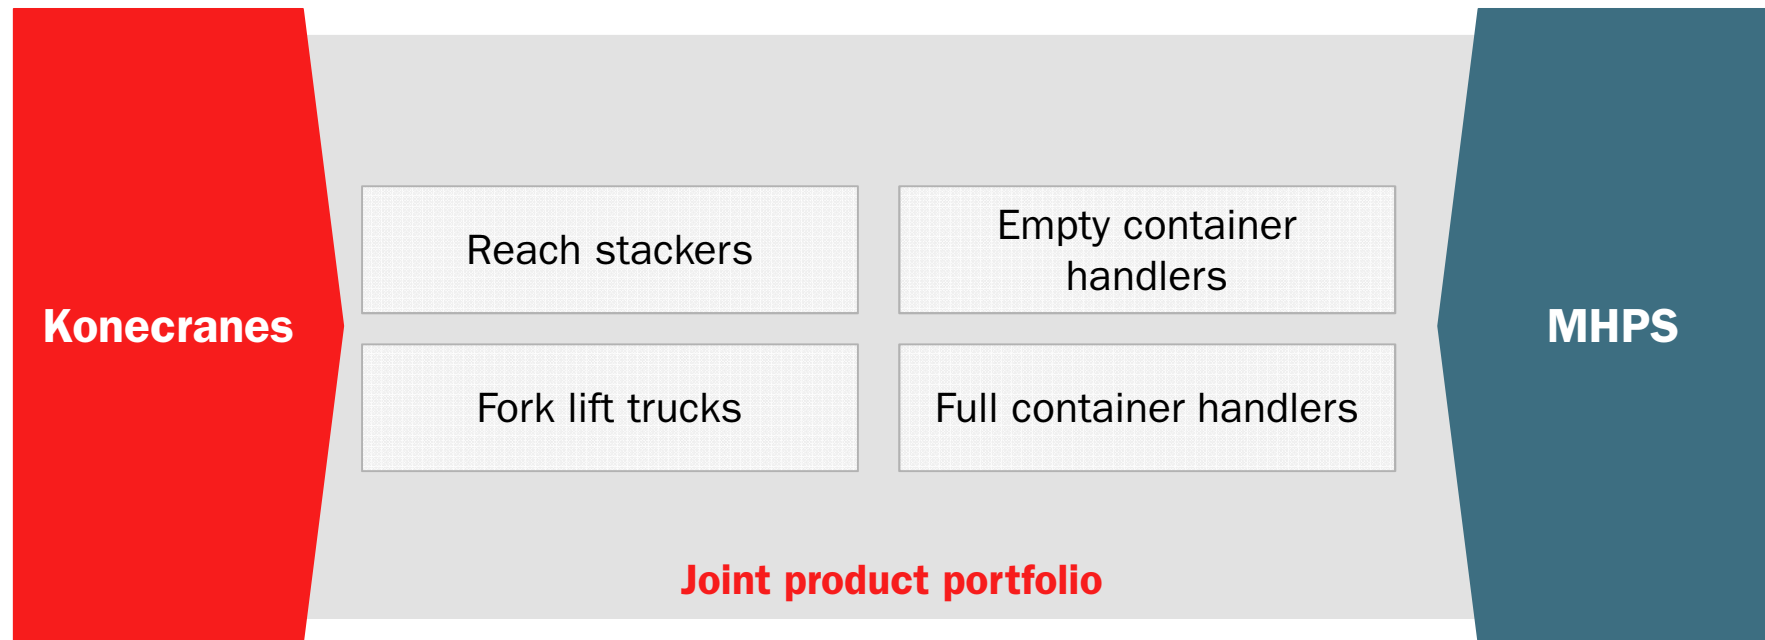 Konecranes
Reach stackers
Empty container
handlers
Fork lift trucks
Full container handlers
MHPS
Joint product portfolio